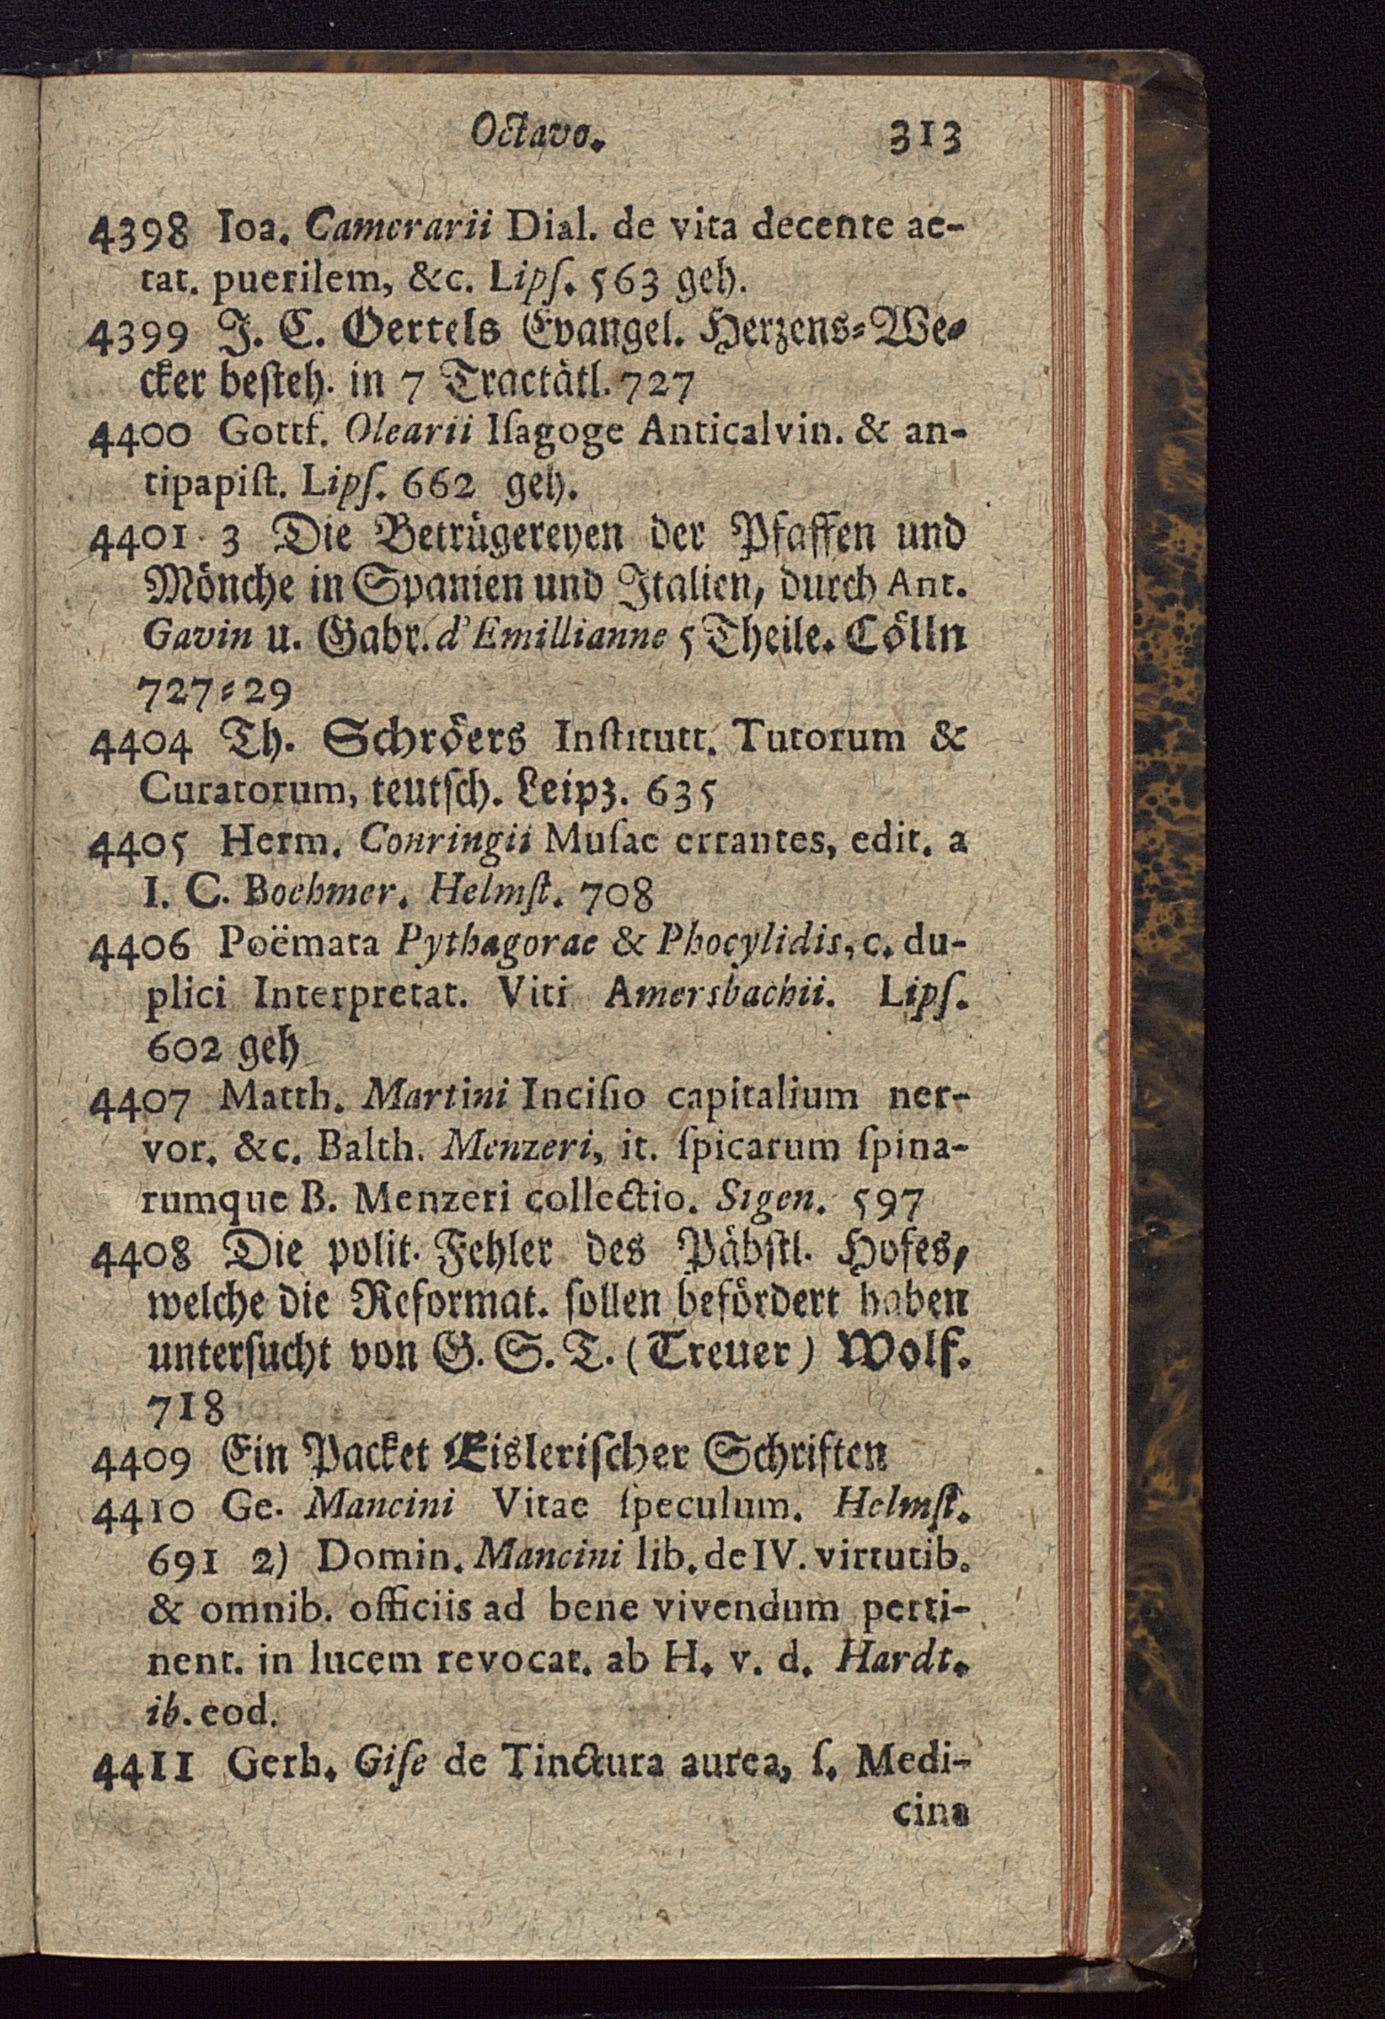 Octavo. 313
4398 Ioa. Camerarii Dial. de vita decente ae-
tat. puerilem, &c. Lipſ. 563 geh.
4399 J. C. Oertels Evangel. Herzens⸗We⸗
cker beſteh. in 7 Tractätl. 727
4400 Gottf. Olearii Iſagoge Anticalvin. & an-
tipapiſt. Lipſ. 662 geh.
4401 · 3 Die Betrügereyen der Pfaffen und
Mönche in Spanien und Italien, durch Ant.
Gavin u. Gabr. d'Emillianne 5 Theile. Cölln
727⸗29
4404 Th. Schröers Inſtitutt. Tutorum &
Curatorum, teutſch. Leipz. 635
4405 Herm. Conringii Muſae errantes, edit. a
I. C. Boehmer. Helmſt. 708
4406 Poëmata Pythagorae & Phocylidis, c. du-
plici Interpretat. Viti Amersbachii. Lipſ.
602 geh
4407 Matth. Martini Inciſio capitalium ner-
vor. &c. Balth. Menzeri, it. ſpicarum ſpina-
rumque B. Menzeri collectio. Sigen. 597
4408 Die polit. Fehler des Päbſtl. Hofes,
welche die Reformat. ſollen befördert haben
unterſucht von G. S. T. (Treuer) Wolf.
718
4409 Ein Packet Eisleriſcher Schriften
4410 Ge. Mancini Vitae ſpeculum. Helmſt.
691 2) Domin. Mancini lib. de IV. virtutib.
& omnib. officiis ad bene vivendum perti-
nent. in lucem revocat. ab H. v. d. Hardt.
ib. eod.
4411 Gerh. Giſe de Tinctura aurea, ſ. Medi-
cina